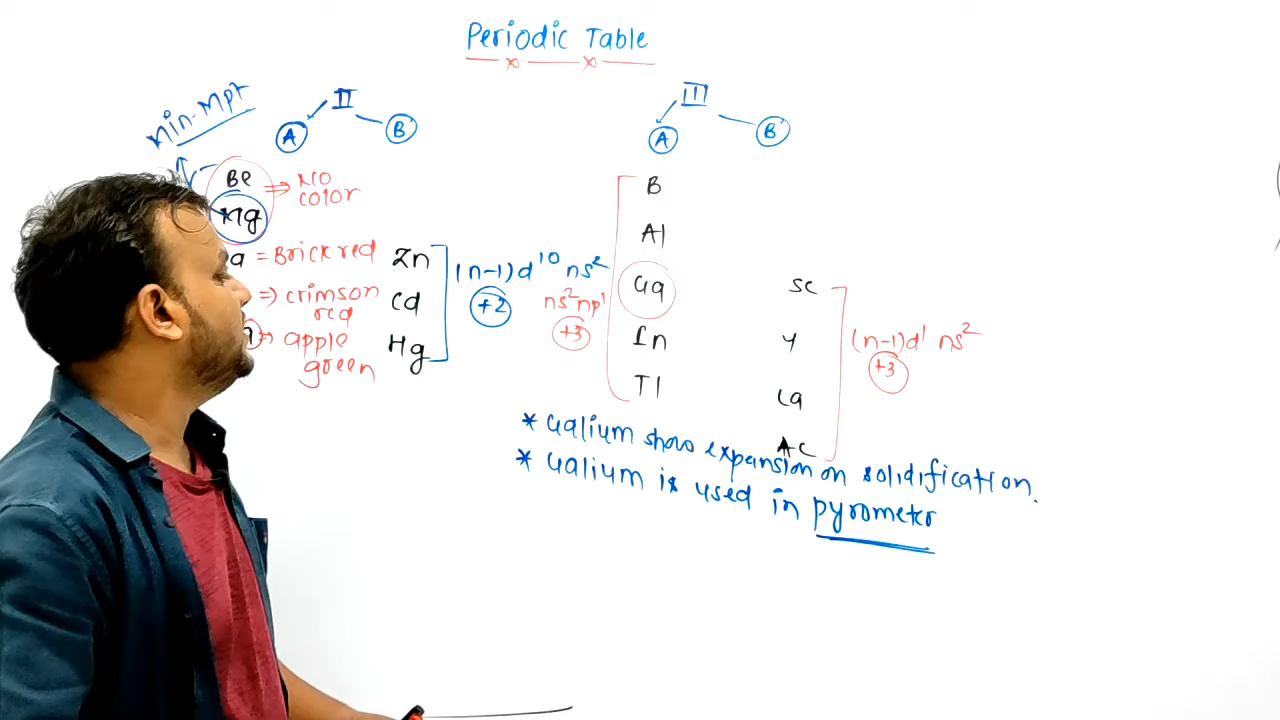 Periodic Table
Min. Mpt
II
A
B
Be ⇒ NO
color
Mg
a = Brick red
⇒ crimson
red
⇒ apple
green
Zn
Cd
Hg
(n-1)d¹⁰ ns²
+2
III
A
B
ns²np¹
+3
B
Al
Ga
In
Tl
Sc
Y
La
Ac
(n-1)d¹ ns²
+3
* Galium show expansion on solidification.
* Galium is used in pyrometer